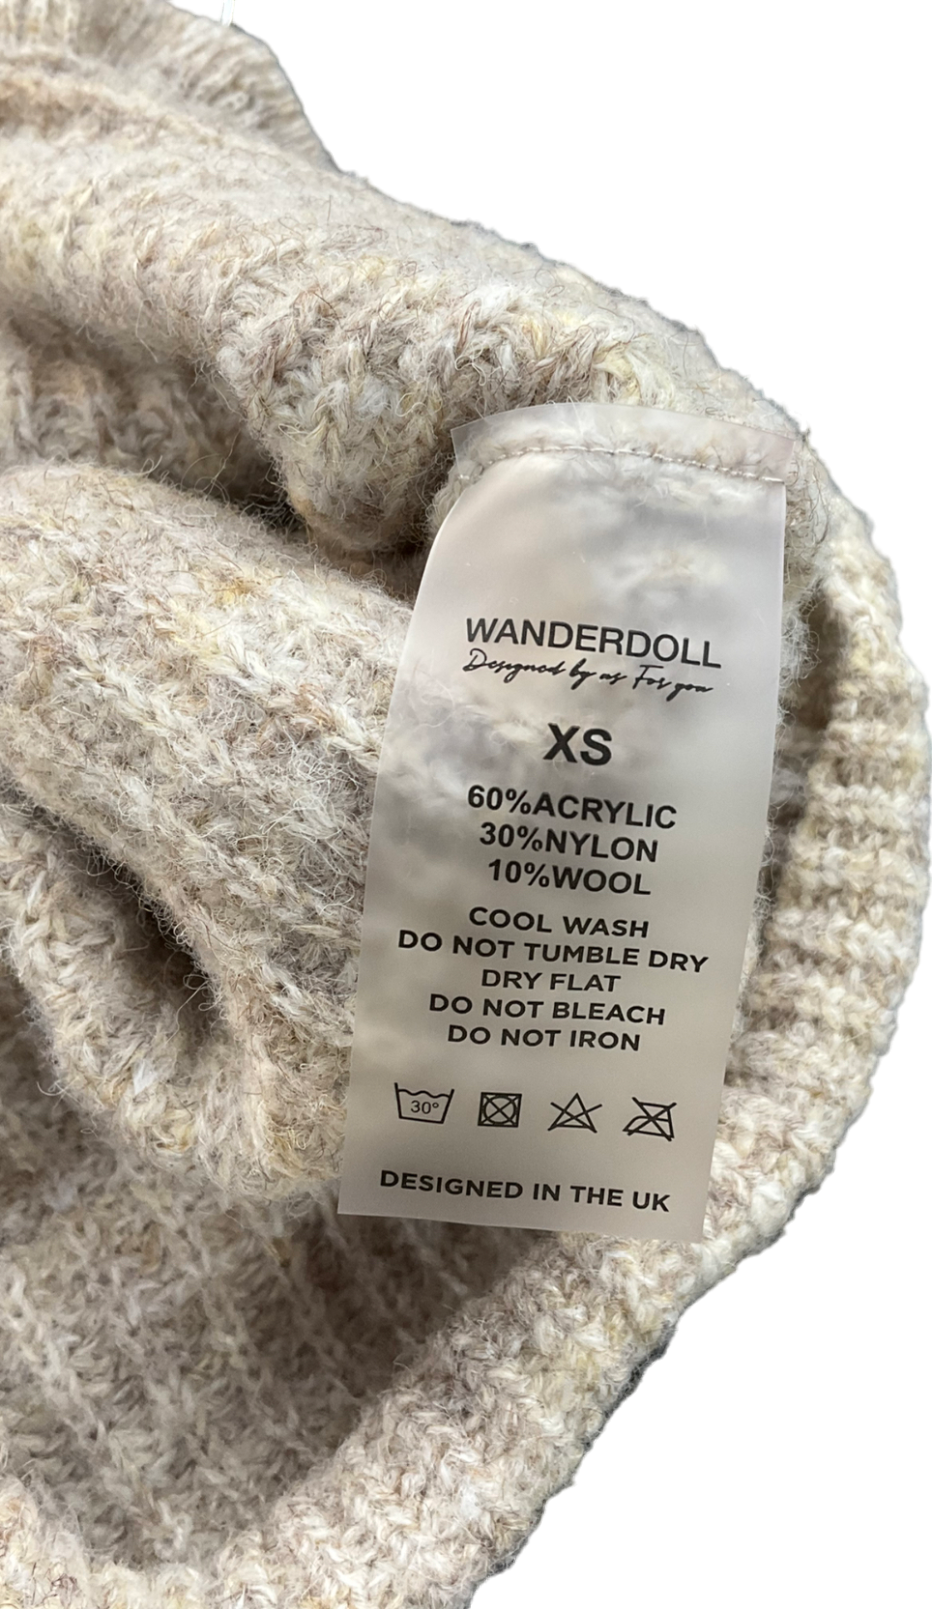 WANDERDOLL
Designed by us For you
XS
60%ACRYLIC
30%NYLON
10%WOOL
COOL WASH
DO NOT TUMBLE DRY
DRY FLAT
DO NOT BLEACH
DO NOT IRON
30°
DESIGNED IN THE UK